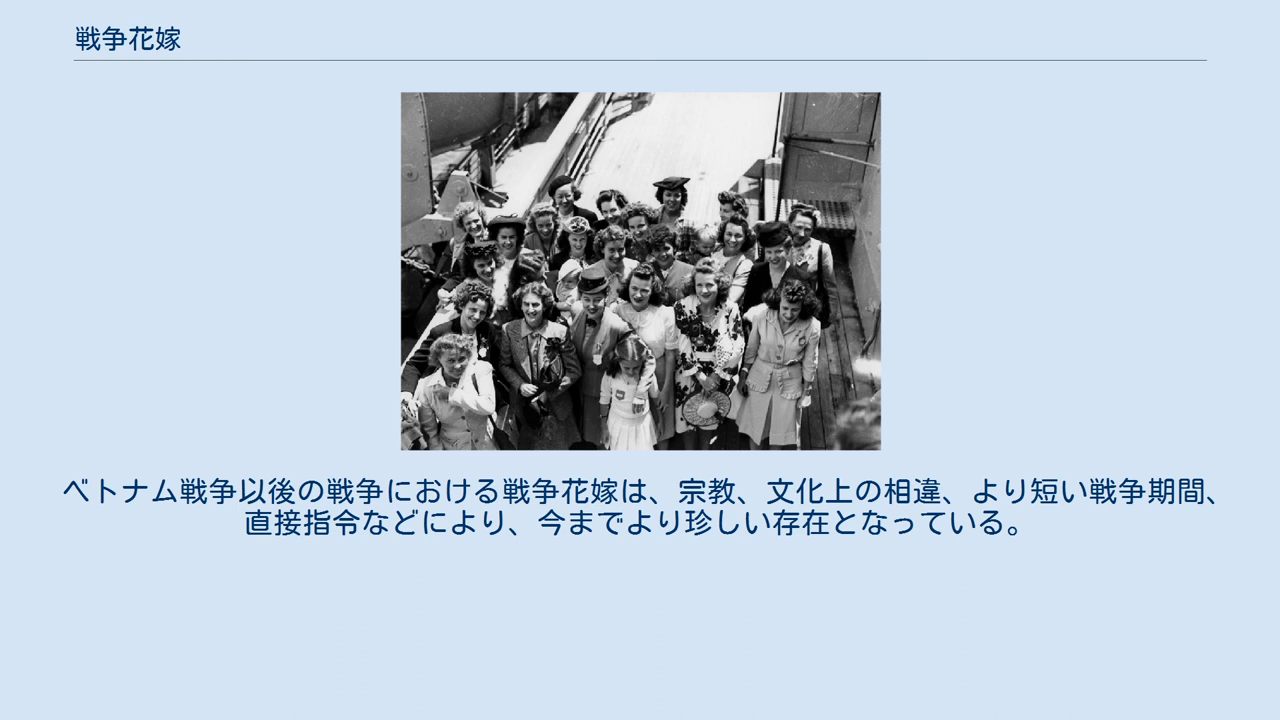 戦争花嫁
ベトナム戦争以後の戦争における戦争花嫁は、宗教、文化上の相違、より短い戦争期間、
直接指令などにより、今までより珍しい存在となっている。